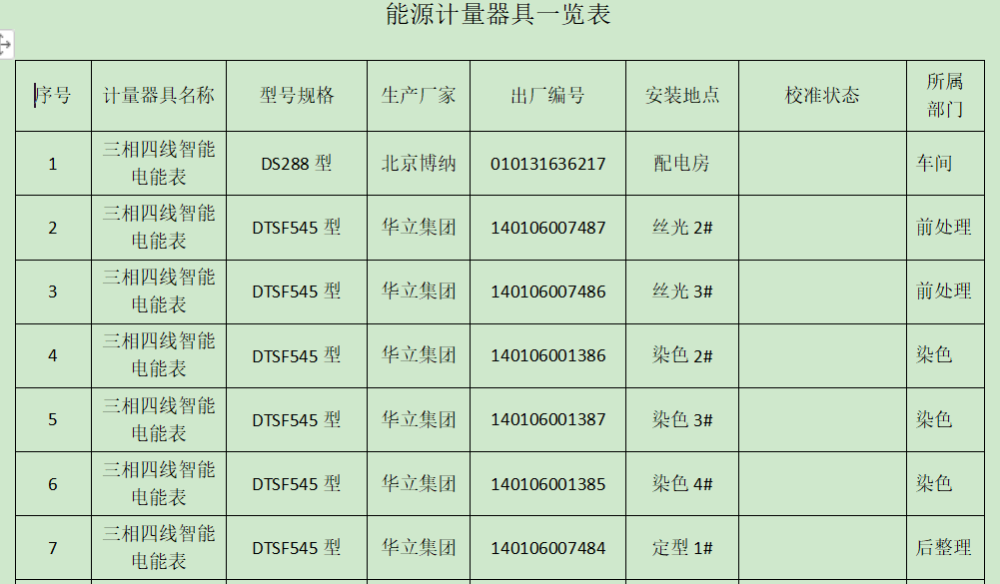 能源计量器具一览表
序号 计量器具名称 型号规格 生产厂家 出厂编号 安装地点 校准状态 所属
部门
1 三相四线智能
电能表 DS288 型 北京博纳 010131636217 配电房 车间
2 三相四线智能
电能表 DTSF545 型 华立集团 140106007487 丝光 2# 前处理
3 三相四线智能
电能表 DTSF545 型 华立集团 140106007486 丝光 3# 前处理
4 三相四线智能
电能表 DTSF545 型 华立集团 140106001386 染色 2# 染色
5 三相四线智能
电能表 DTSF545 型 华立集团 140106001387 染色 3# 染色
6 三相四线智能
电能表 DTSF545 型 华立集团 140106001385 染色 4# 染色
7 三相四线智能
电能表 DTSF545 型 华立集团 140106007484 定型 1# 后整理